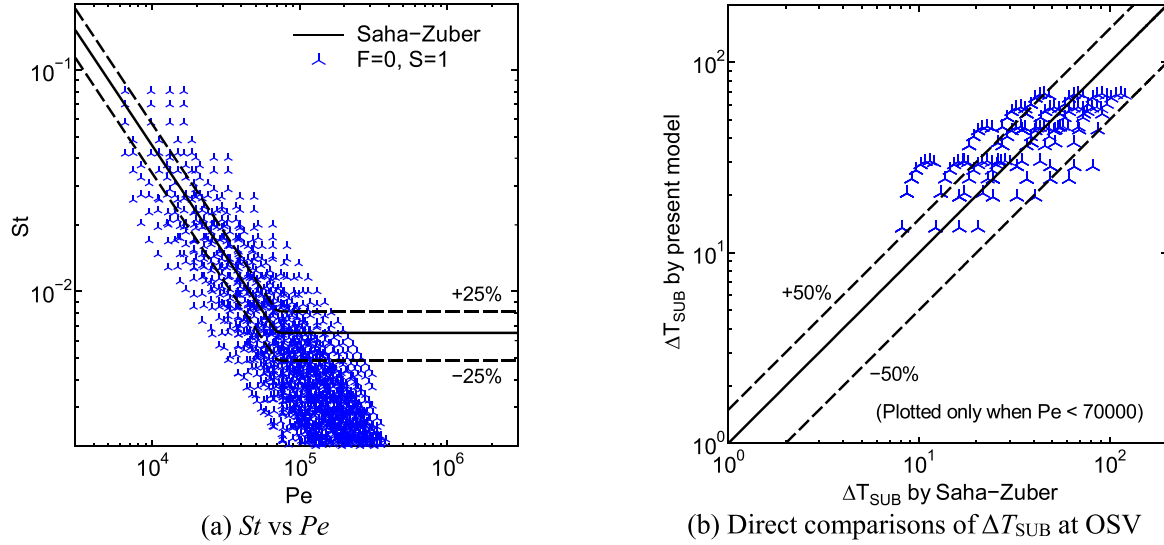 Saha−Zuber
F=0, S=1
10⁻¹
10⁻²
St
+25%
−25%
10⁴
10⁵
10⁶
Pe
(a) St vs Pe
10²
10¹
10⁰
ΔT_SUB by present model
+50%
−50%
(Plotted only when Pe < 70000)
10⁰
10¹
10²
ΔT_SUB by Saha−Zuber
(b) Direct comparisons of ΔT_SUB at OSV